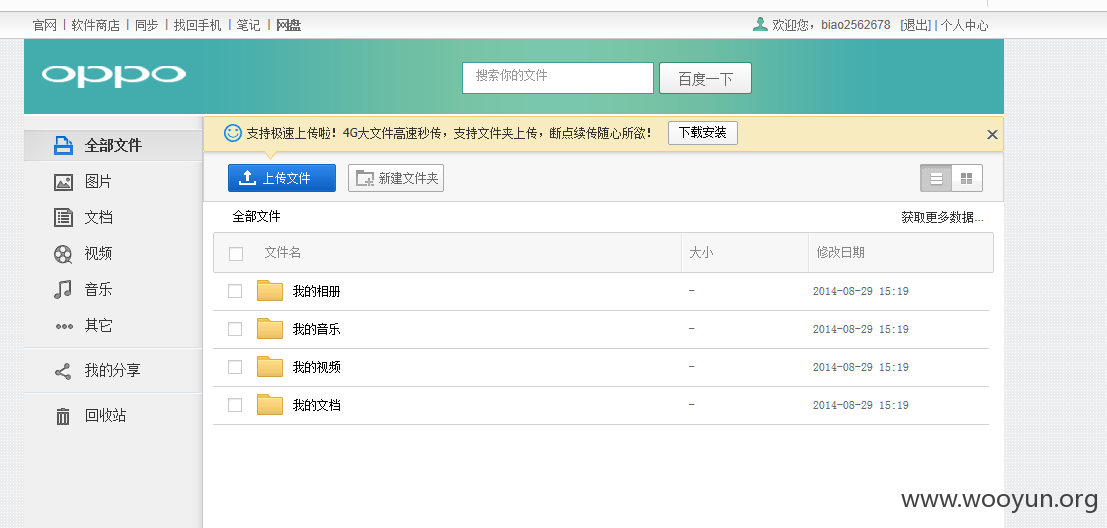 官网 | 软件商店 | 同步 | 找回手机 | 笔记 | 网盘
欢迎您，biao2562678 [退出] | 个人中心
oppo
搜索你的文件
百度一下
支持极速上传啦！4G大文件高速秒传，支持文件夹上传，断点续传随心所欲！ 下载安装
全部文件
图片
文档
视频
音乐
其它
我的分享
回收站
上传文件 新建文件夹
全部文件 获取更多数据...
文件名 大小 修改日期
我的相册 - 2014-08-29 15:19
我的音乐 - 2014-08-29 15:19
我的视频 - 2014-08-29 15:19
我的文档 - 2014-08-29 15:19
www.wooyun.org